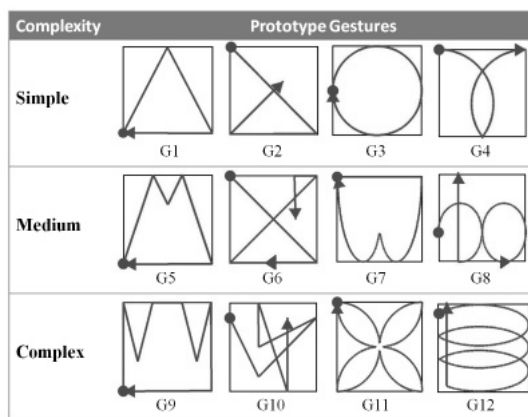 Complexity Prototype Gestures
Simple
G1 G2 G3 G4
Medium
G5 G6 G7 G8
Complex
G9 G10 G11 G12